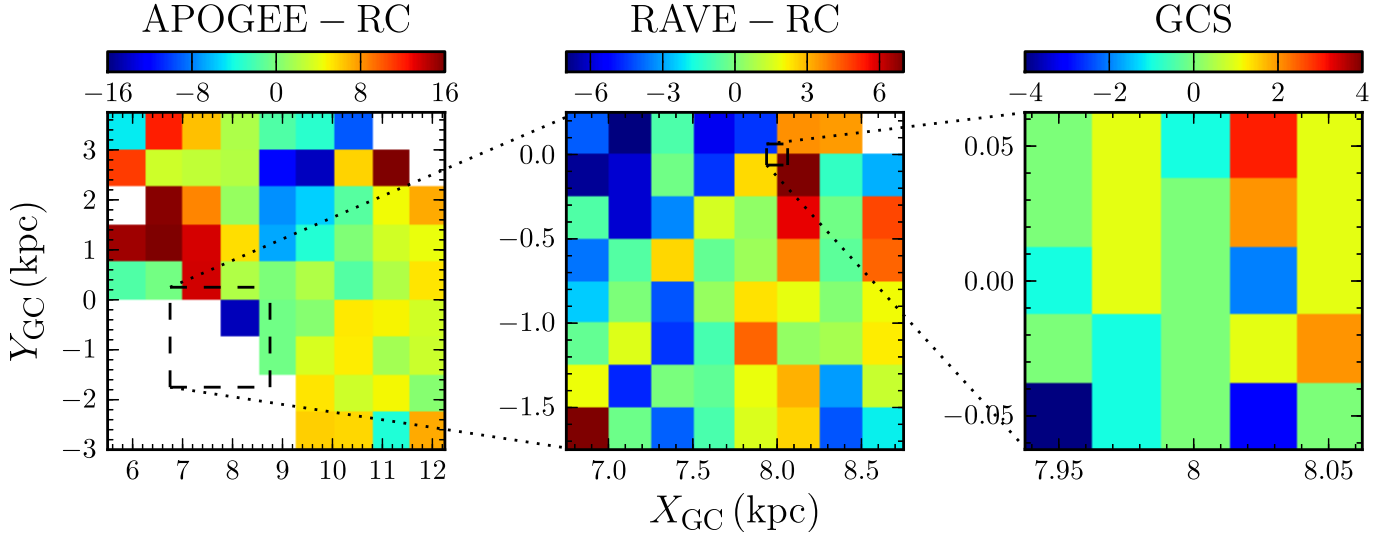 APOGEE − RC RAVE − RC GCS
−16 −8 0 8 16 −6 −3 0 3 6 −4 −2 0 2 4
3 2 1 0 −1 −2 −3
0.0 −0.5 −1.0 −1.5
0.05 0.00 −0.05
Y_GC (kpc)
6 7 8 9 10 11 12 7.0 7.5 8.0 8.5 7.95 8 8.05
X_GC (kpc)